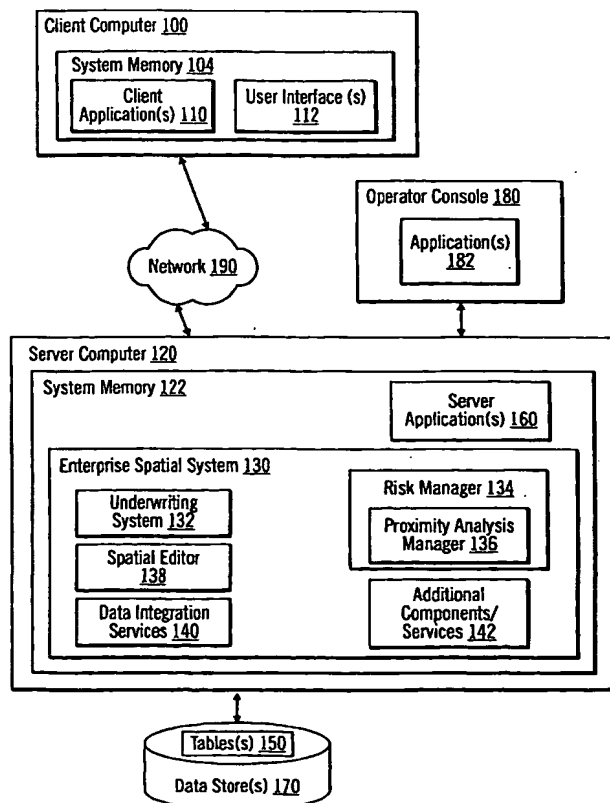 Client Computer 100
System Memory 104
Client
Application(s) 110
User Interface (s)
112
Operator Console 180
Application(s)
182
Network 190
Server Computer 120
System Memory 122
Server
Application(s) 160
Enterprise Spatial System 130
Underwriting
System 132
Spatial Editor
138
Data Integration
Services 140
Risk Manager 134
Proximity Analysis
Manager 136
Additional
Components/
Services 142
Tables(s) 150
Data Store(s) 170